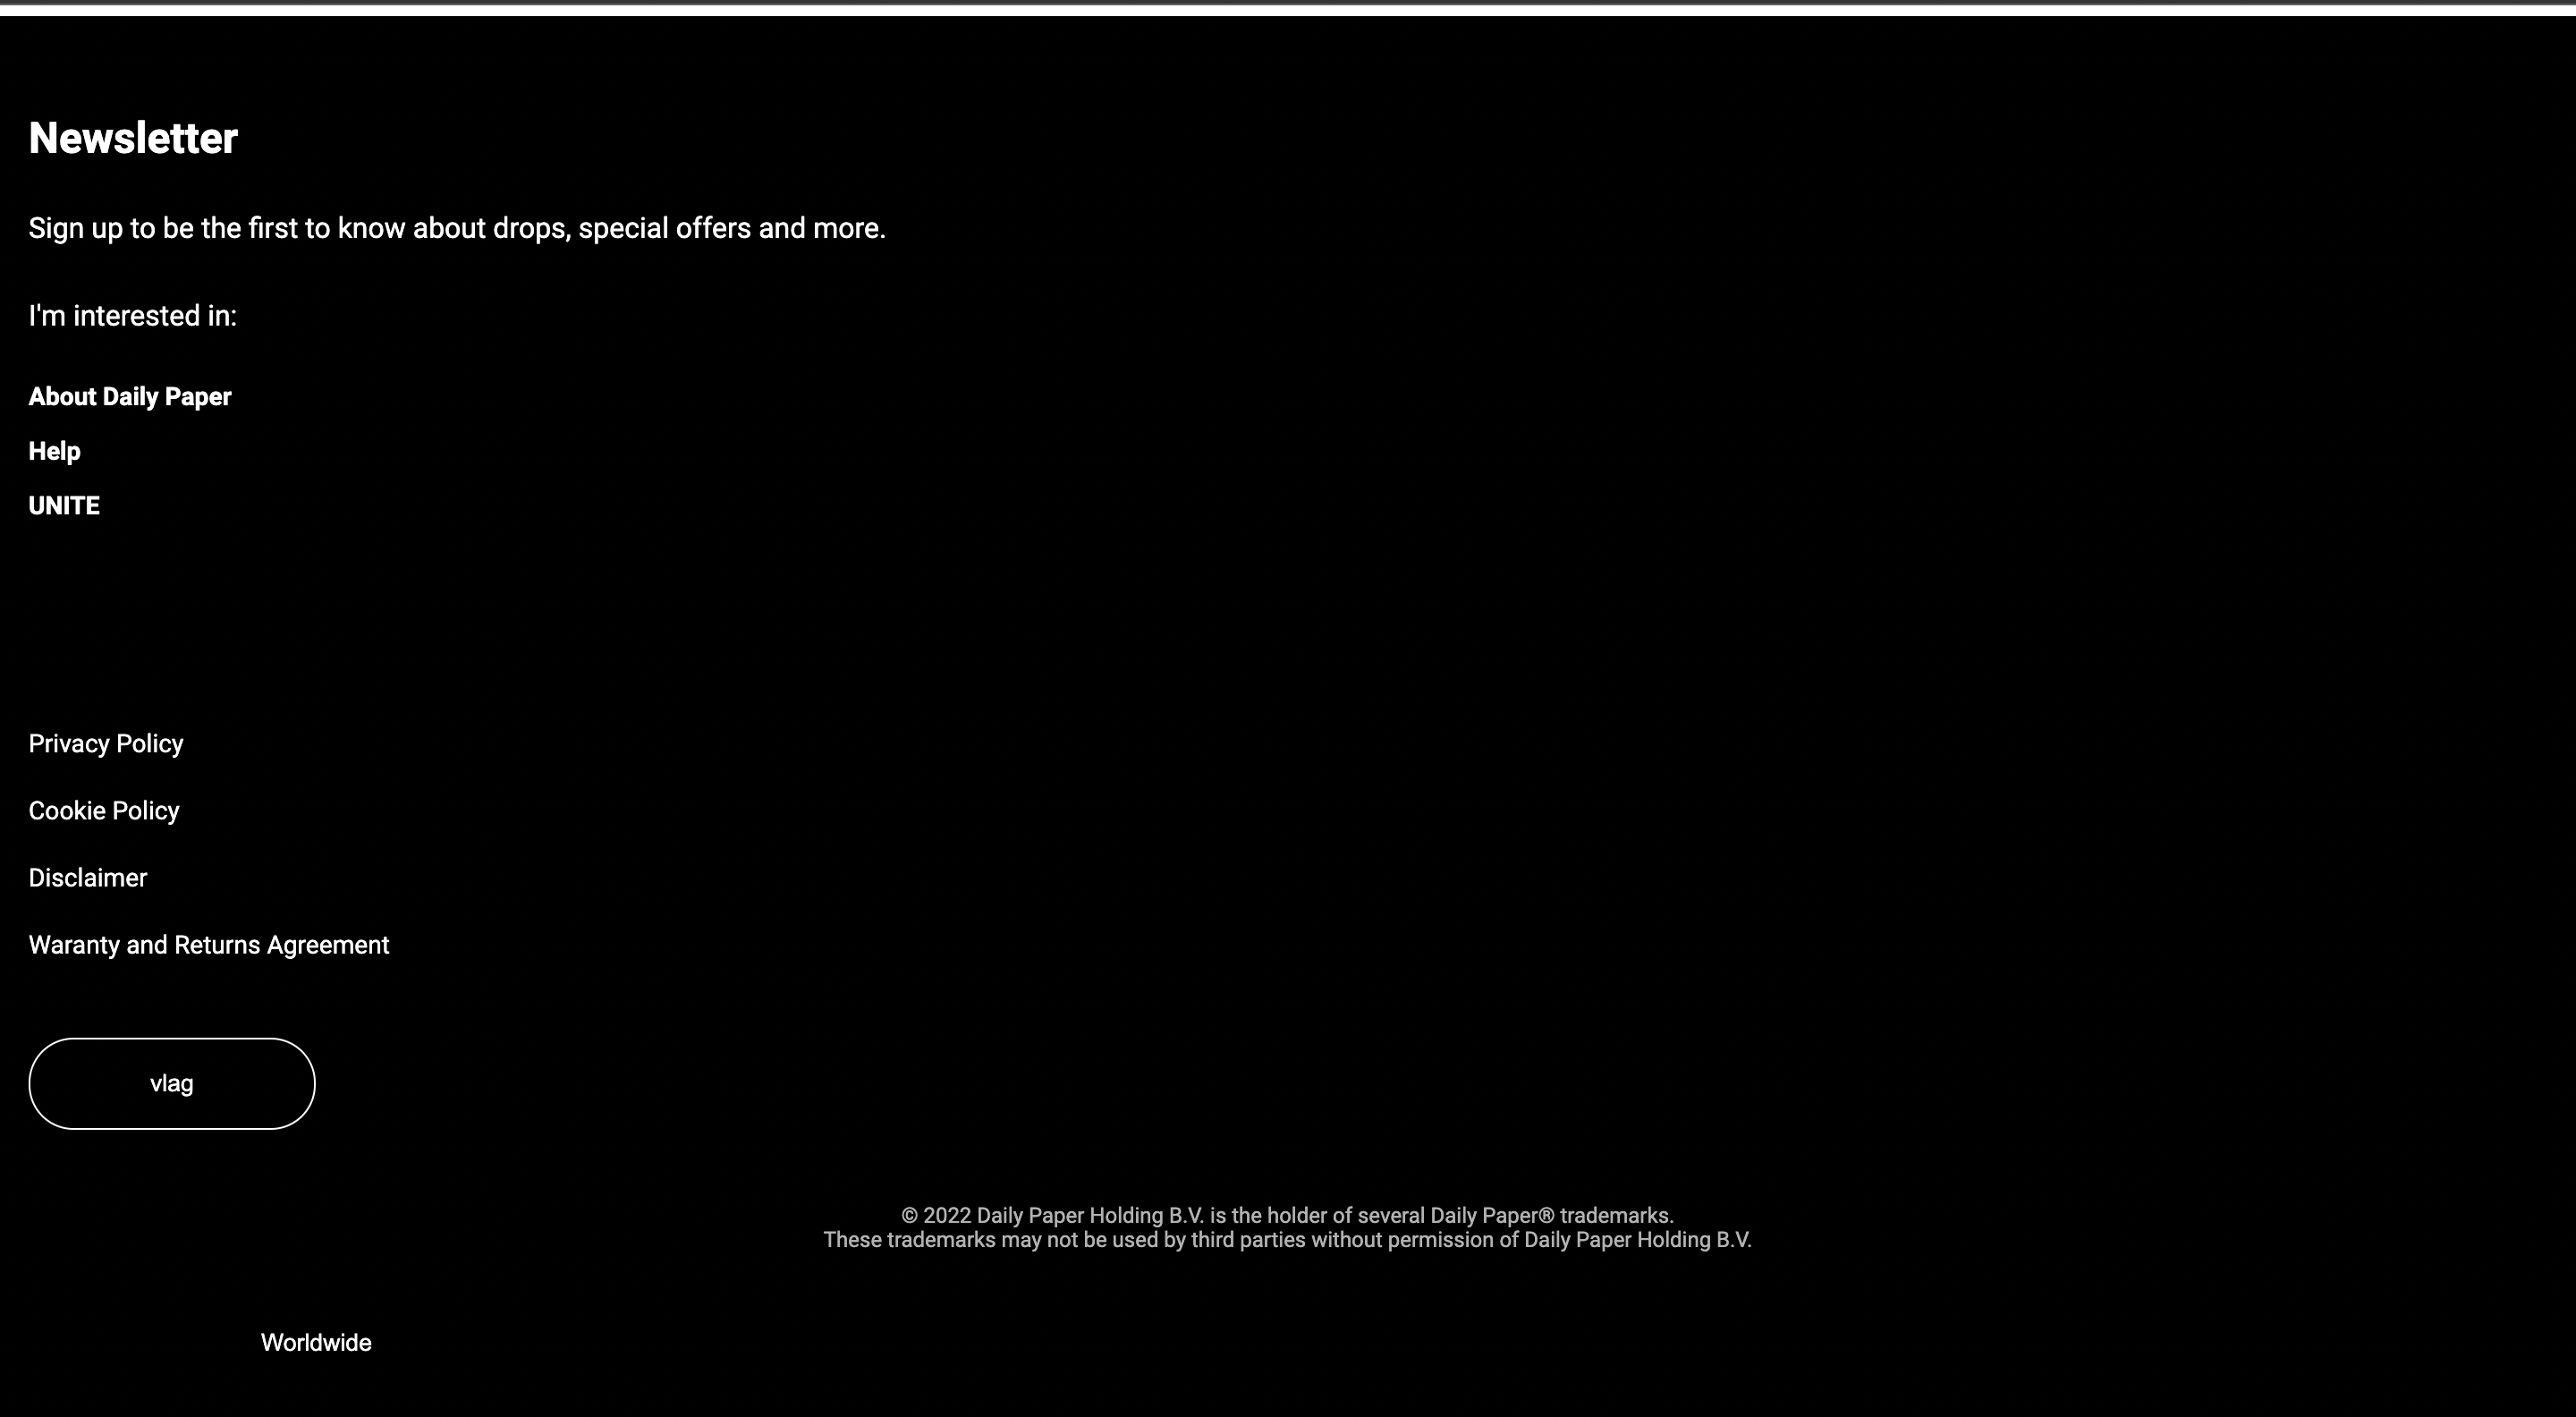 Newsletter
Sign up to be the first to know about drops, special offers and more.
I'm interested in:
About Daily Paper
Help
UNITE
Privacy Policy
Cookie Policy
Disclaimer
Waranty and Returns Agreement
vlag
© 2022 Daily Paper Holding B.V. is the holder of several Daily Paper® trademarks.
These trademarks may not be used by third parties without permission of Daily Paper Holding B.V.
Worldwide